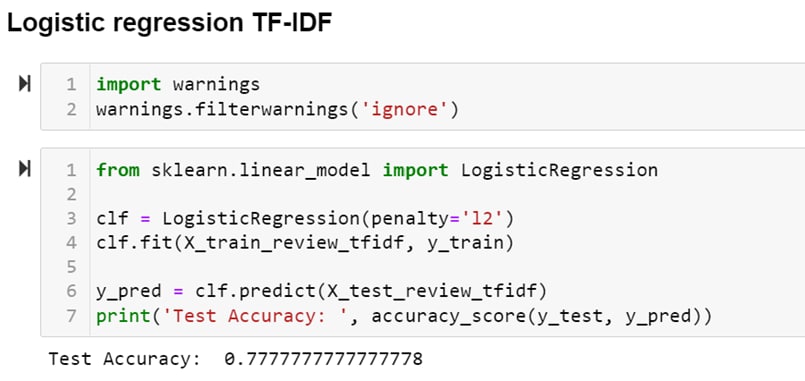 Logistic regression TF-IDF
1 import warnings
2 warnings.filterwarnings('ignore')
1 from sklearn.linear_model import LogisticRegression
2
3 clf = LogisticRegression(penalty='l2')
4 clf.fit(X_train_review_tfidf, y_train)
5
6 y_pred = clf.predict(X_test_review_tfidf)
7 print('Test Accuracy: ', accuracy_score(y_test, y_pred))
Test Accuracy:  0.7777777777777778